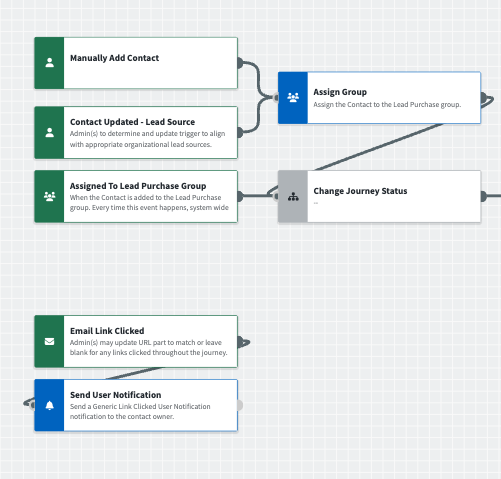 Manually Add Contact
Contact Updated - Lead Source
Admin(s) to determine and update trigger to align
with appropriate organizational lead sources.
Assigned To Lead Purchase Group
When the Contact is added to the Lead Purchase
group. Every time this event happens, system wide
Assign Group
Assign the Contact to the Lead Purchase group.
Change Journey Status
--
Email Link Clicked
Admin(s) may update URL part to match or leave
blank for any links clicked throughout the journey.
Send User Notification
Send a Generic Link Clicked User Notification
notification to the contact owner.